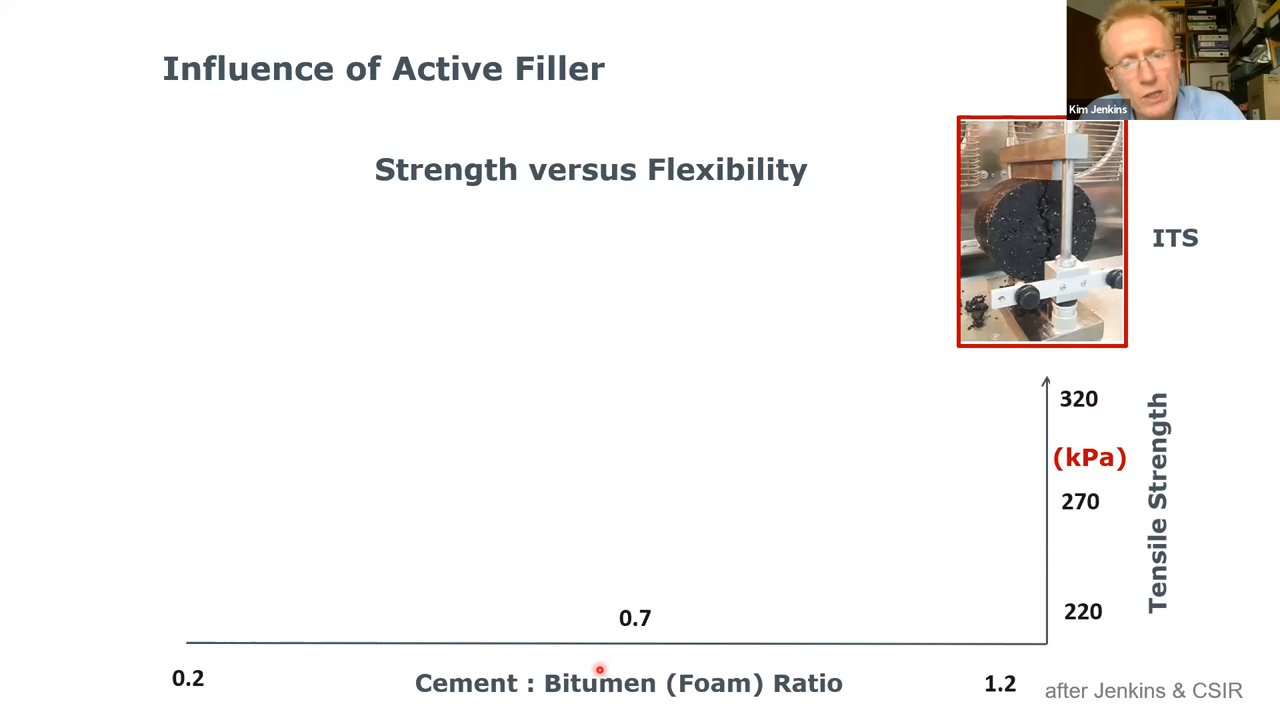 Influence of Active Filler
Kim Jenkins
Strength versus Flexibility
ITS
320
(kPa)
270
220
Tensile Strength
0.7
0.2
Cement : Bitumen (Foam) Ratio
1.2
after Jenkins & CSIR